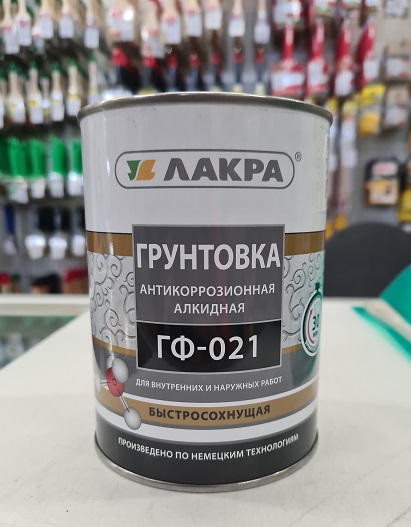 ЛАКРА®
ГРУНТОВКА
АНТИКОРРОЗИОННАЯ
АЛКИДНАЯ
ГФ-021
ДЛЯ ВНУТРЕННИХ И НАРУЖНЫХ РАБОТ
БЫСТРОСОХНУЩАЯ
ПРОИЗВЕДЕНО ПО НЕМЕЦКИМ ТЕХНОЛОГИЯМ